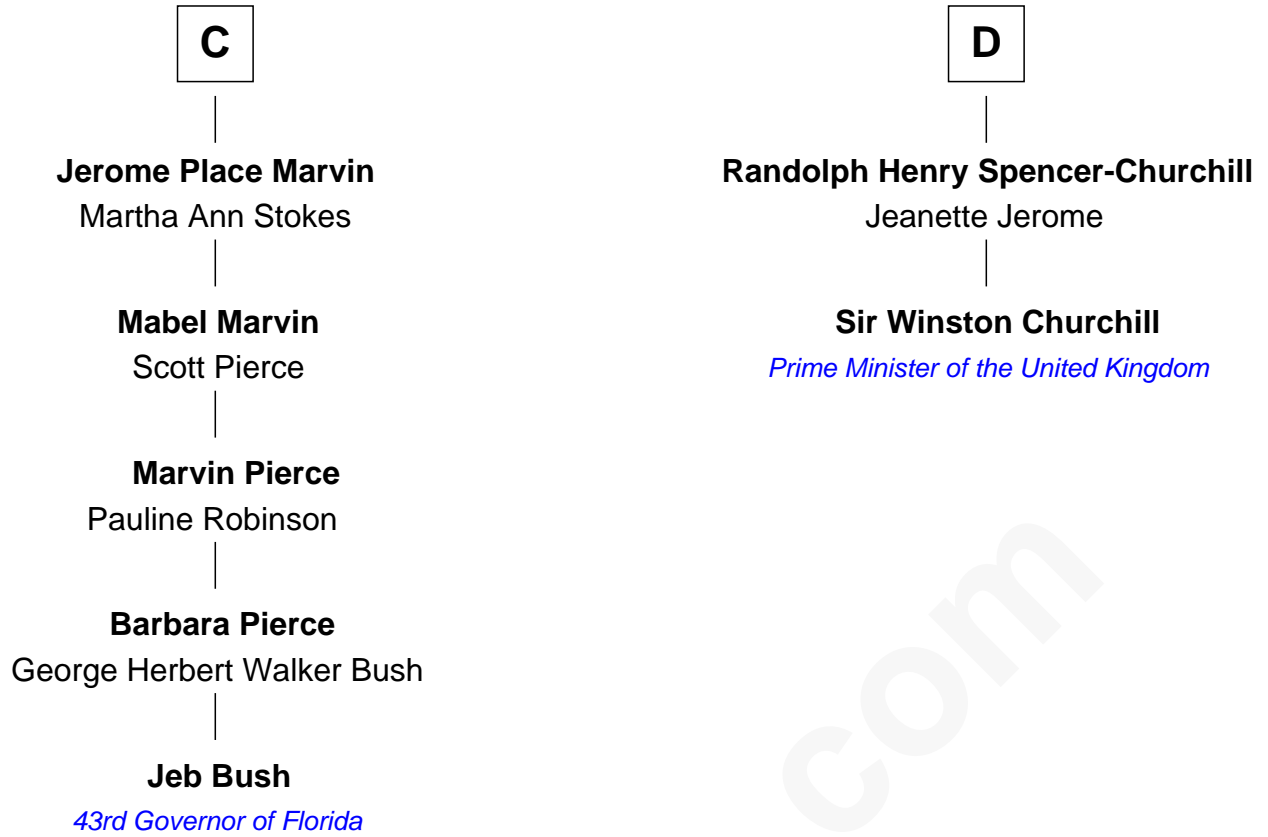 C
Jerome Place Marvin
Martha Ann Stokes
Mabel Marvin
Scott Pierce
Marvin Pierce
Pauline Robinson
Barbara Pierce
George Herbert Walker Bush
Jeb Bush
43rd Governor of Florida
D
Randolph Henry Spencer-Churchill
Jeanette Jerome
Sir Winston Churchill
Prime Minister of the United Kingdom
com